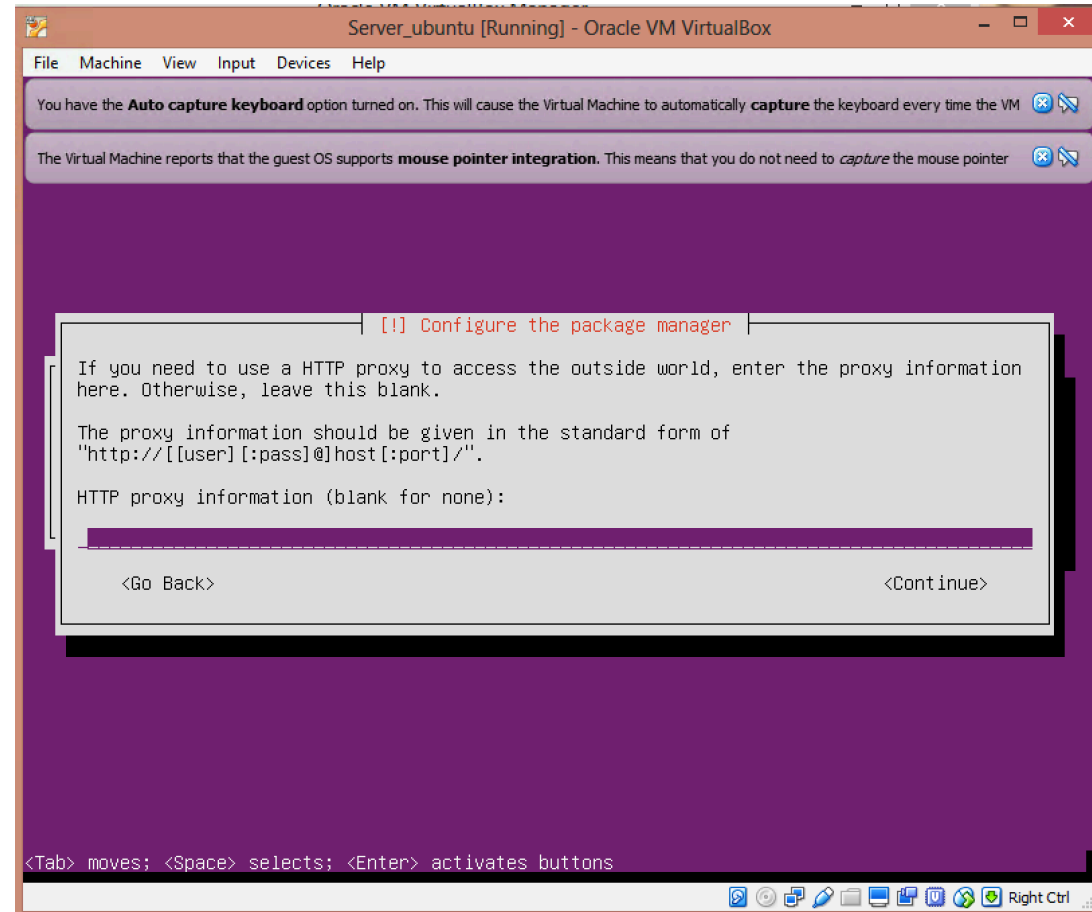 Server_ubuntu [Running] - Oracle VM VirtualBox
File Machine View Input Devices Help
You have the Auto capture keyboard option turned on. This will cause the Virtual Machine to automatically capture the keyboard every time the VM
The Virtual Machine reports that the guest OS supports mouse pointer integration. This means that you do not need to capture the mouse pointer
[!] Configure the package manager
If you need to use a HTTP proxy to access the outside world, enter the proxy information
here. Otherwise, leave this blank.
The proxy information should be given in the standard form of
"http://[[user][:pass]@]host[:port]/".
HTTP proxy information (blank for none):
<Go Back> <Continue>
<Tab> moves; <Space> selects; <Enter> activates buttons
Right Ctrl